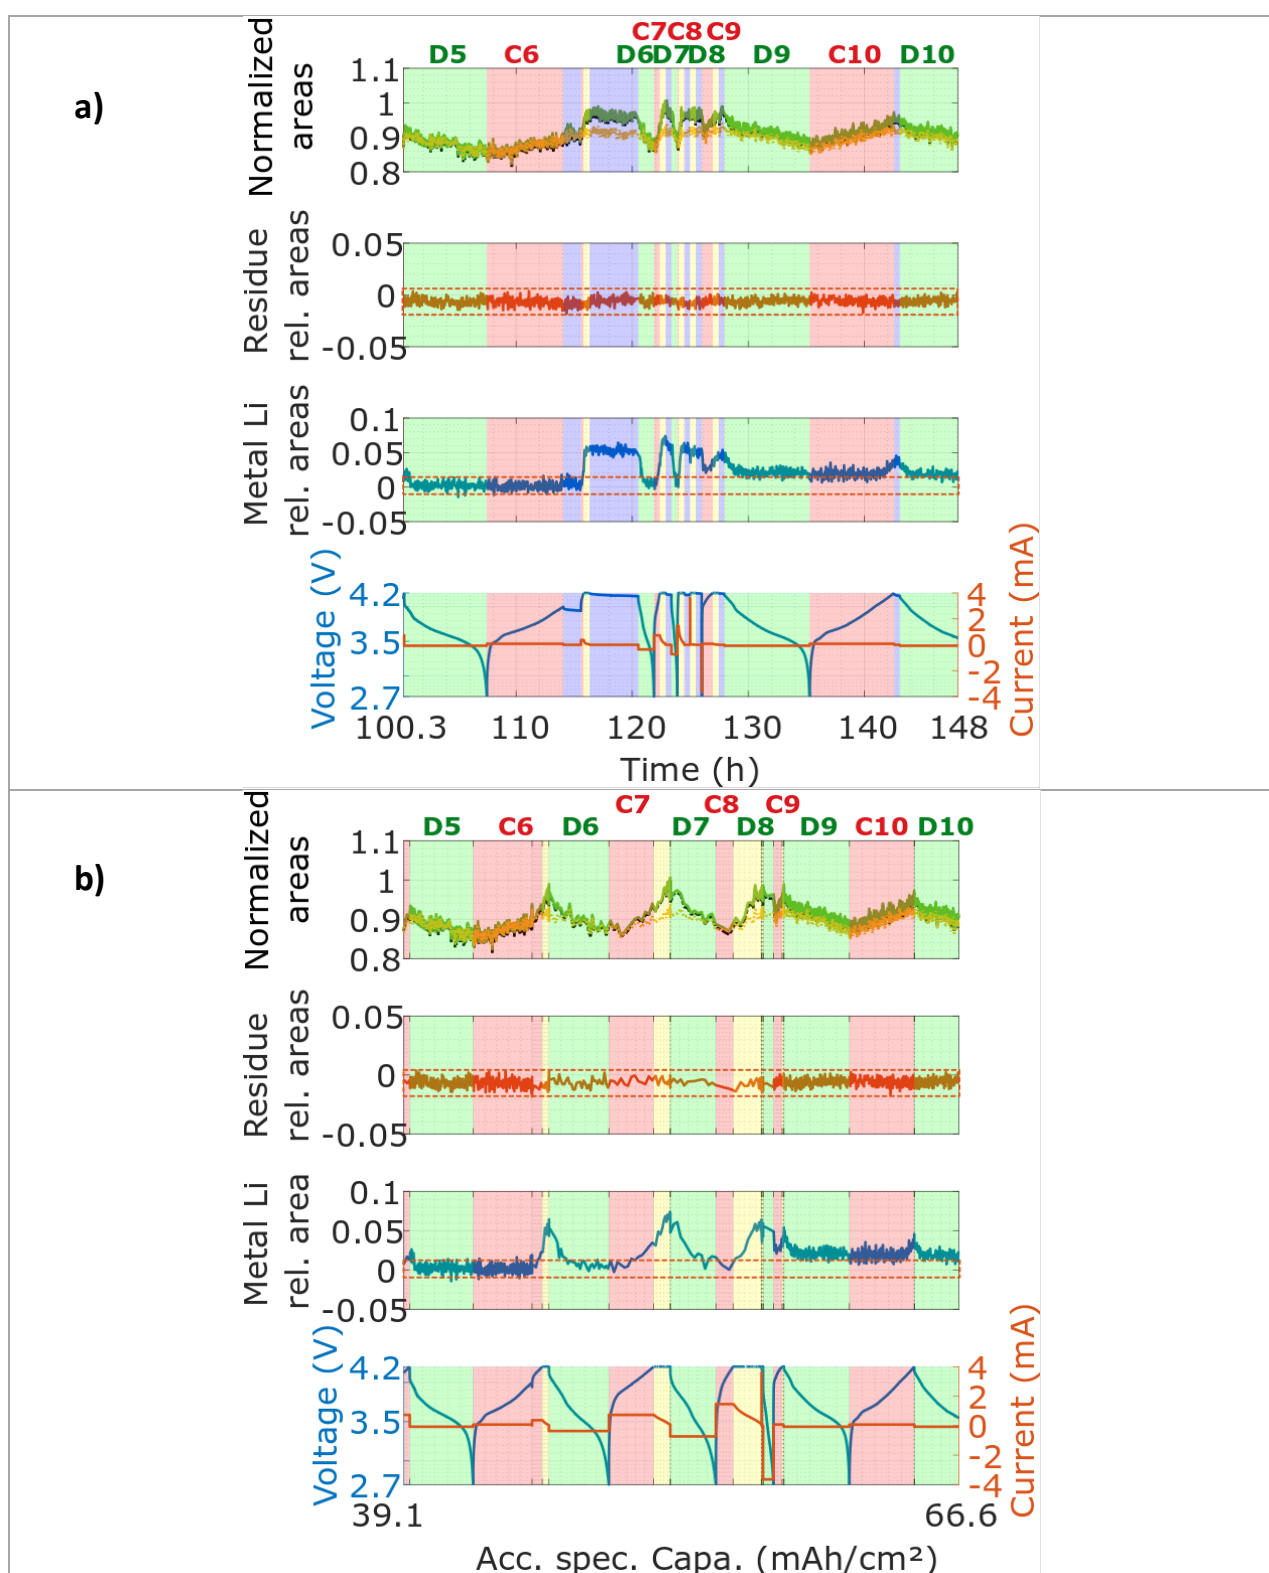 a)
C7 C8 C9
D5 C6 D6 D7 D8 D9 C10 D10
Normalized
areas
1.1
1
0.9
0.8
Residue
rel. areas
0.05
0
-0.05
Metal Li
rel. areas
0.1
0.05
0
-0.05
Voltage (V)
4.2
3.5
2.7
Current (mA)
4
2
0
-2
-4
100.3 110 120 130 140 148
Time (h)
b)
C7 C8 C9
D5 C6 D6 D7 D8 D9 C10 D10
Normalized
areas
1.1
1
0.9
0.8
Residue
rel. areas
0.05
0
-0.05
Metal Li
rel. area
0.1
0.05
0
-0.05
Voltage (V)
4.2
3.5
2.7
Current (mA)
4
2
0
-2
-4
39.1 66.6
Acc. spec. Capa. (mAh/cm²)